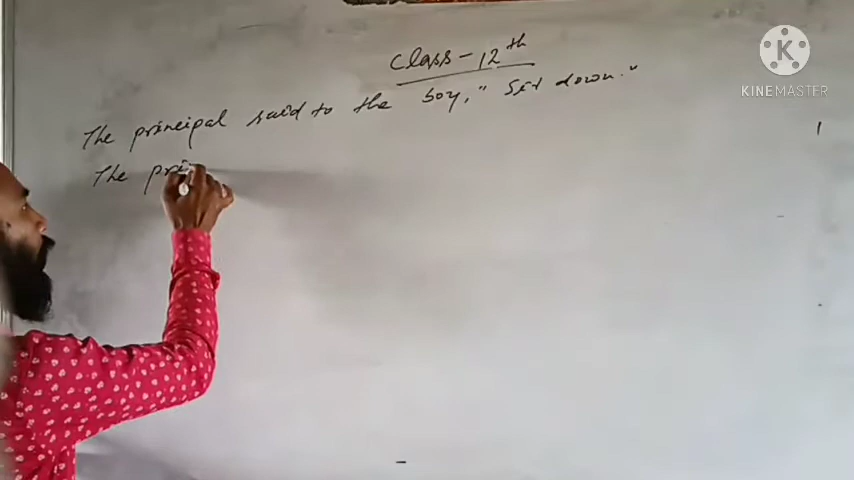 Class - 12th
The principal said to the boy, "Sit down."
The pri
K
KINEMASTER